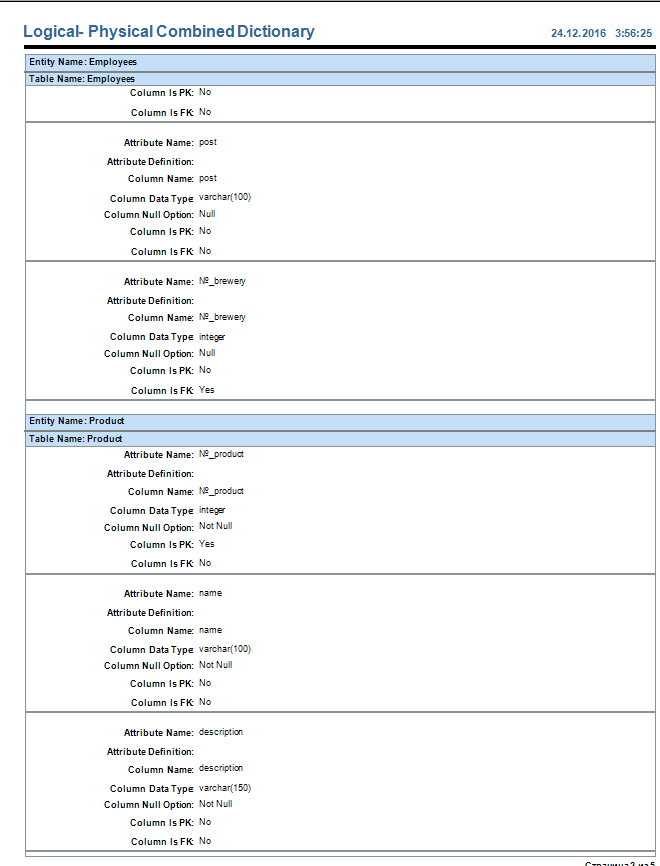 Logical- Physical Combined Dictionary 24.12.2016 3:56:25
Entity Name: Employees
Table Name: Employees
Column Is PK: No
Column Is FK: No
Attribute Name: post
Attribute Definition:
Column Name: post
Column Data Type: varchar(100)
Column Null Option: Null
Column Is PK: No
Column Is FK: No
Attribute Name: №_brewery
Attribute Definition:
Column Name: №_brewery
Column Data Type: integer
Column Null Option: Null
Column Is PK: No
Column Is FK: Yes
Entity Name: Product
Table Name: Product
Attribute Name: №_product
Attribute Definition:
Column Name: №_product
Column Data Type: integer
Column Null Option: Not Null
Column Is PK: Yes
Column Is FK: No
Attribute Name: name
Attribute Definition:
Column Name: name
Column Data Type: varchar(100)
Column Null Option: Not Null
Column Is PK: No
Column Is FK: No
Attribute Name: description
Attribute Definition:
Column Name: description
Column Data Type: varchar(150)
Column Null Option: Not Null
Column Is PK: No
Column Is FK: No